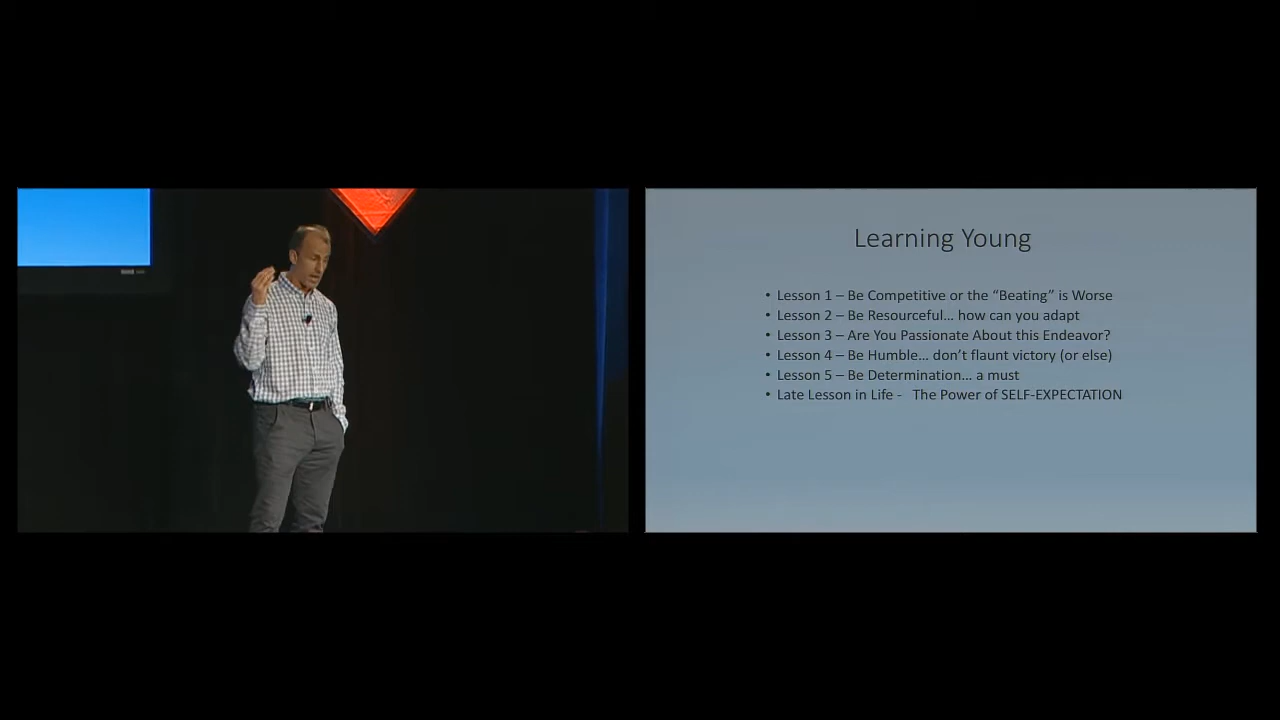 Learning Young
• Lesson 1 – Be Competitive or the “Beating” is Worse
• Lesson 2 – Be Resourceful… how can you adapt
• Lesson 3 – Are You Passionate About this Endeavor?
• Lesson 4 – Be Humble… don’t flaunt victory (or else)
• Lesson 5 – Be Determination… a must
• Late Lesson in Life - The Power of SELF-EXPECTATION